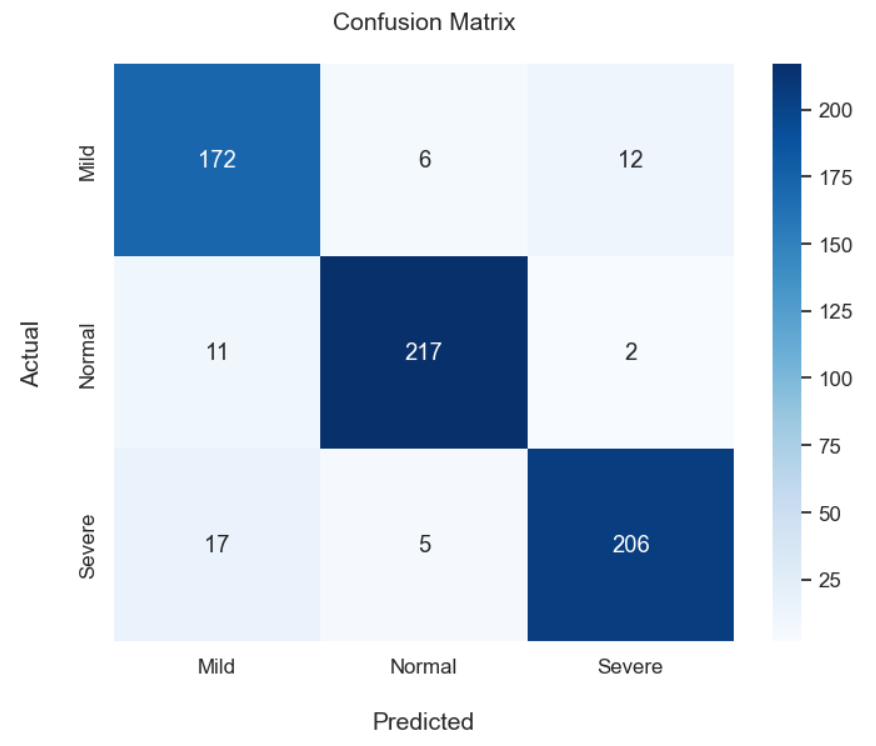 Confusion Matrix
Mild 172 6 12
Normal 11 217 2
Severe 17 5 206
Mild Normal Severe
Actual
Predicted
200
175
150
125
100
75
50
25